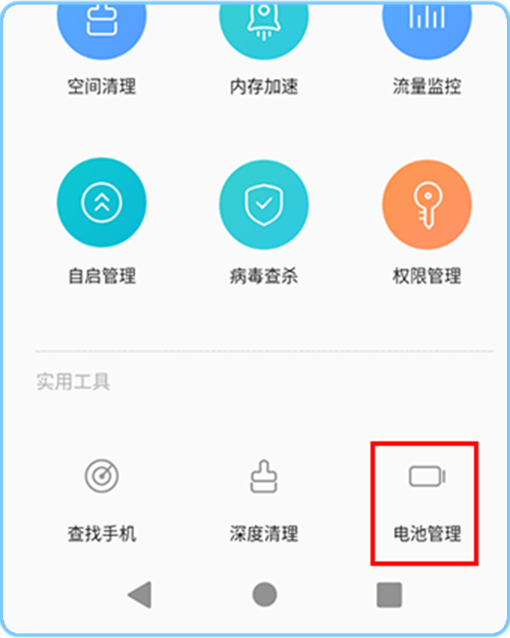 空间清理 内存加速 流量监控
自启管理 病毒查杀 权限管理
实用工具
查找手机 深度清理 电池管理